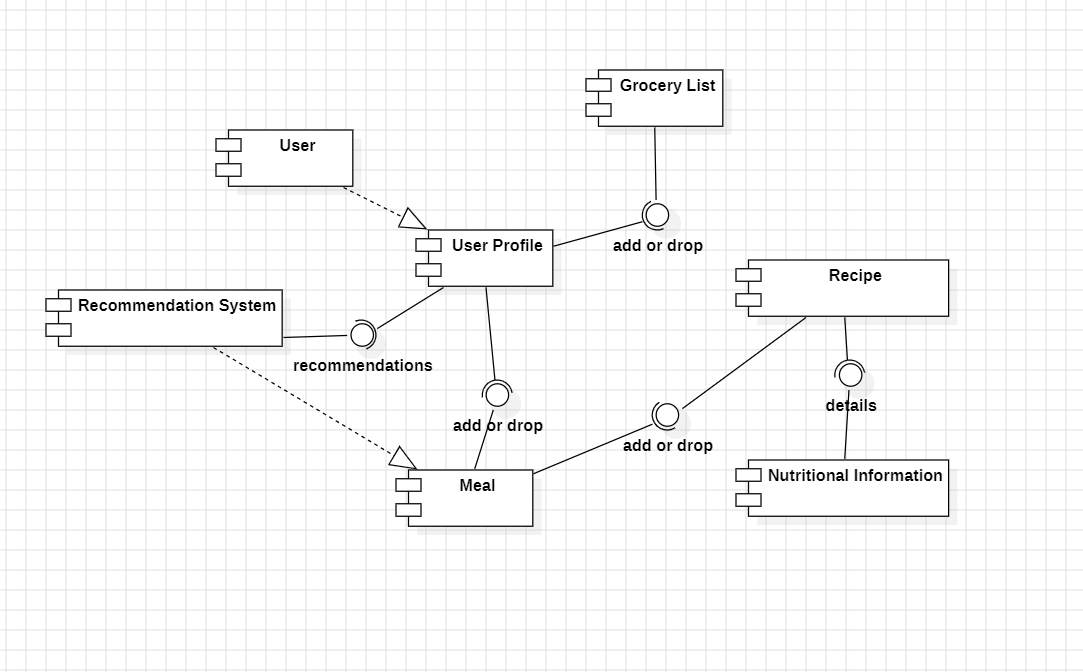 Grocery List
User
User Profile
add or drop
Recipe
Recommendation System
recommendations
details
add or drop
add or drop
Meal
Nutritional Information